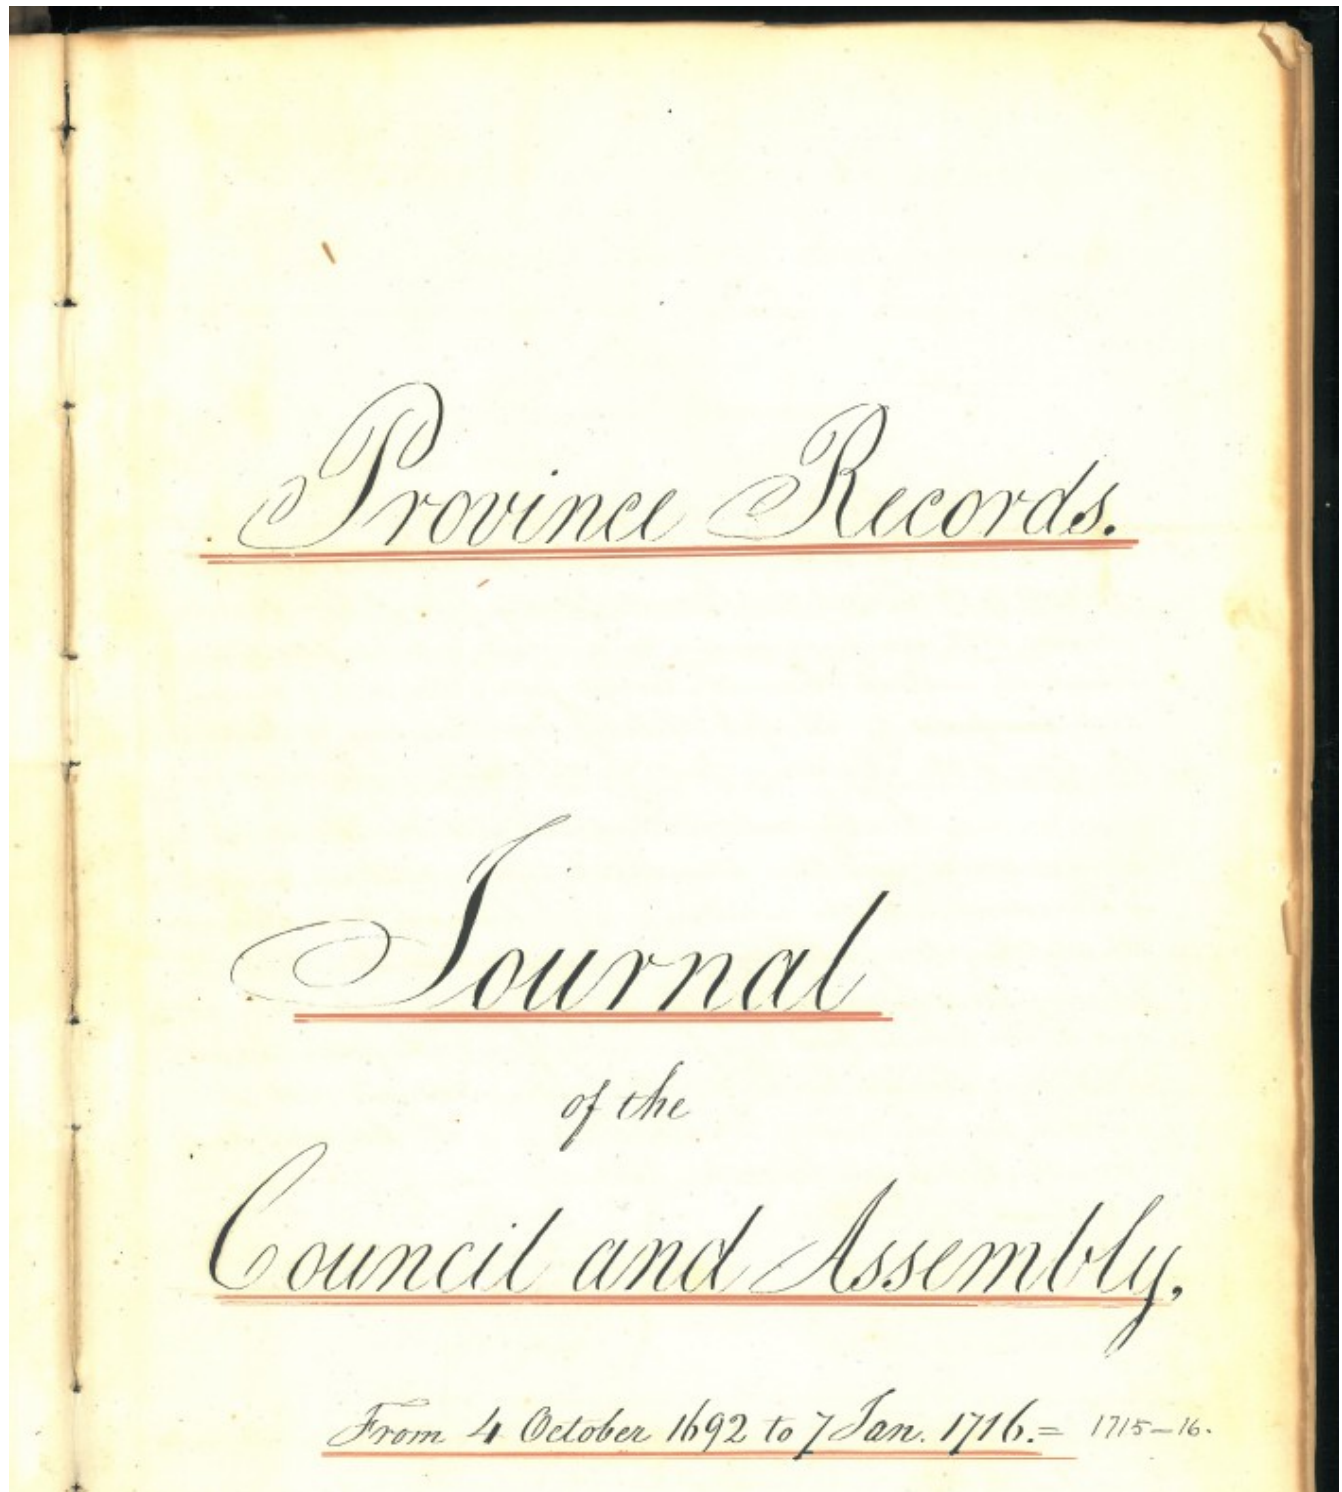 Province Records.
Journal
of the
Council and Assembly,
From 4 October 1692 to 7 Jan. 1716.= 1715-16.